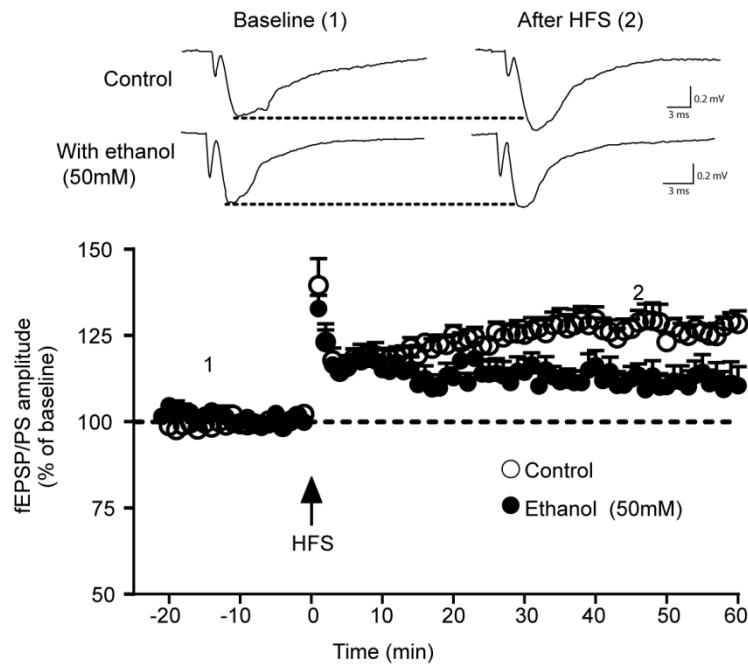 Baseline (1)
After HFS (2)
Control
0.2 mV
3 ms
With ethanol
(50mM)
0.2 mV
3 ms
150
125
100
75
50
fEPSP/PS amplitude
(% of baseline)
1
2
Control
Ethanol (50mM)
HFS
-20 -10 0 10 20 30 40 50 60
Time (min)